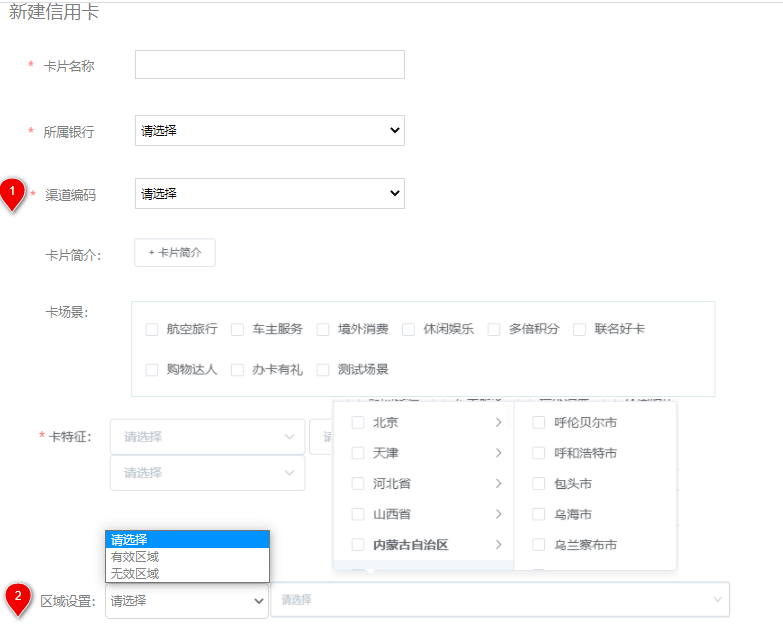 新建信用卡
* 卡片名称
* 所属银行 请选择
1 * 渠道编码 请选择
卡片简介: + 卡片简介
卡场景:
航空旅行 车主服务 境外消费 休闲娱乐 多倍积分 联名好卡
购物达人 办卡有礼 测试场景
* 卡特征: 请选择
请选择
北京 呼伦贝尔市
天津 呼和浩特市
河北省 包头市
山西省 乌海市
内蒙古自治区 乌兰察布市
请选择
有效区域
无效区域
2 区域设置: 请选择 请选择